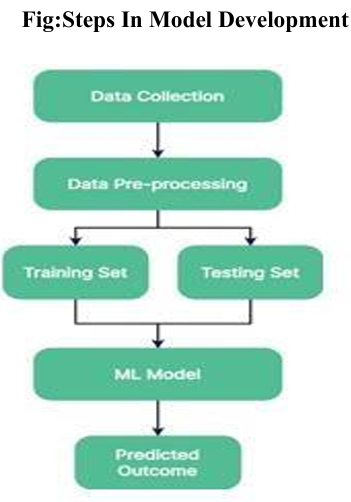 Fig:Steps In Model Development
Data Collection
Data Pre-processing
Training Set
Testing Set
ML Model
Predicted
Outcome